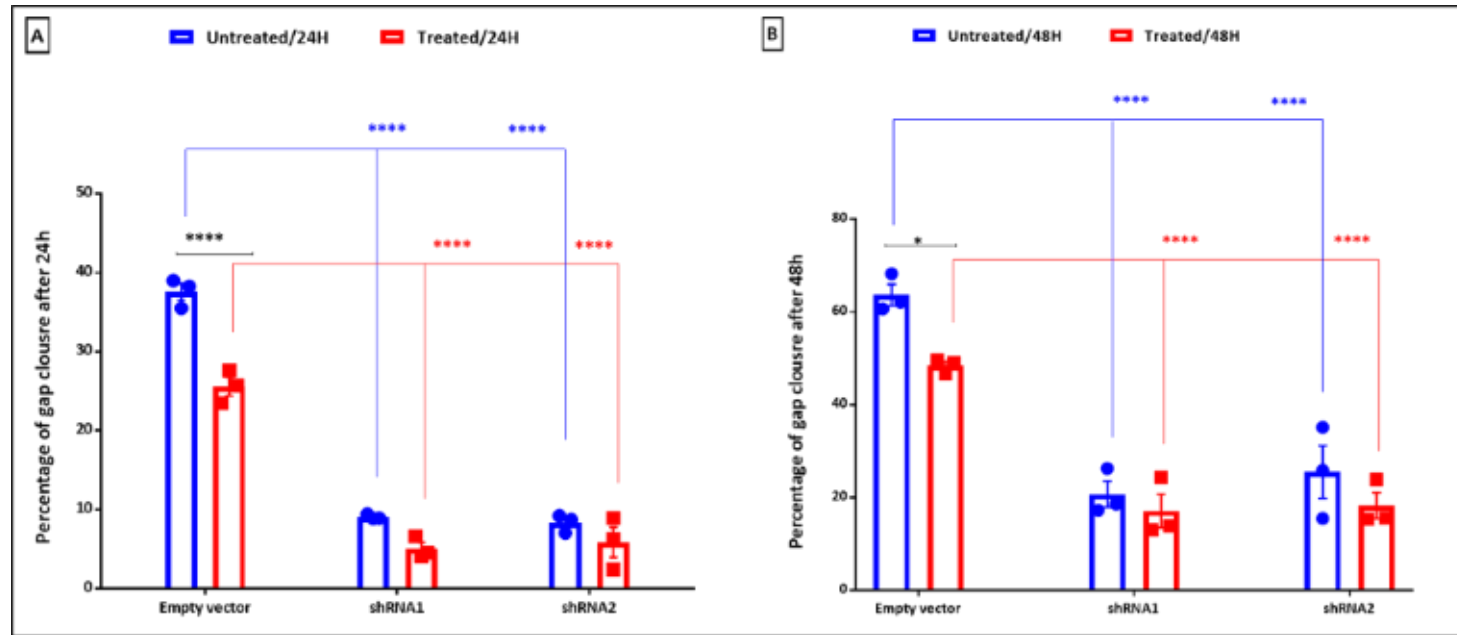 A
Untreated/24H
Treated/24H
****
****
****
****
****
Percentage of gap clousre after 24h
50
40
30
20
10
0
Empty vector
shRNA1
shRNA2
B
Untreated/48H
Treated/48H
****
****
*
****
****
Percentage of gap clousre after 48h
80
60
40
20
0
Empty vector
shRNA1
shRNA2